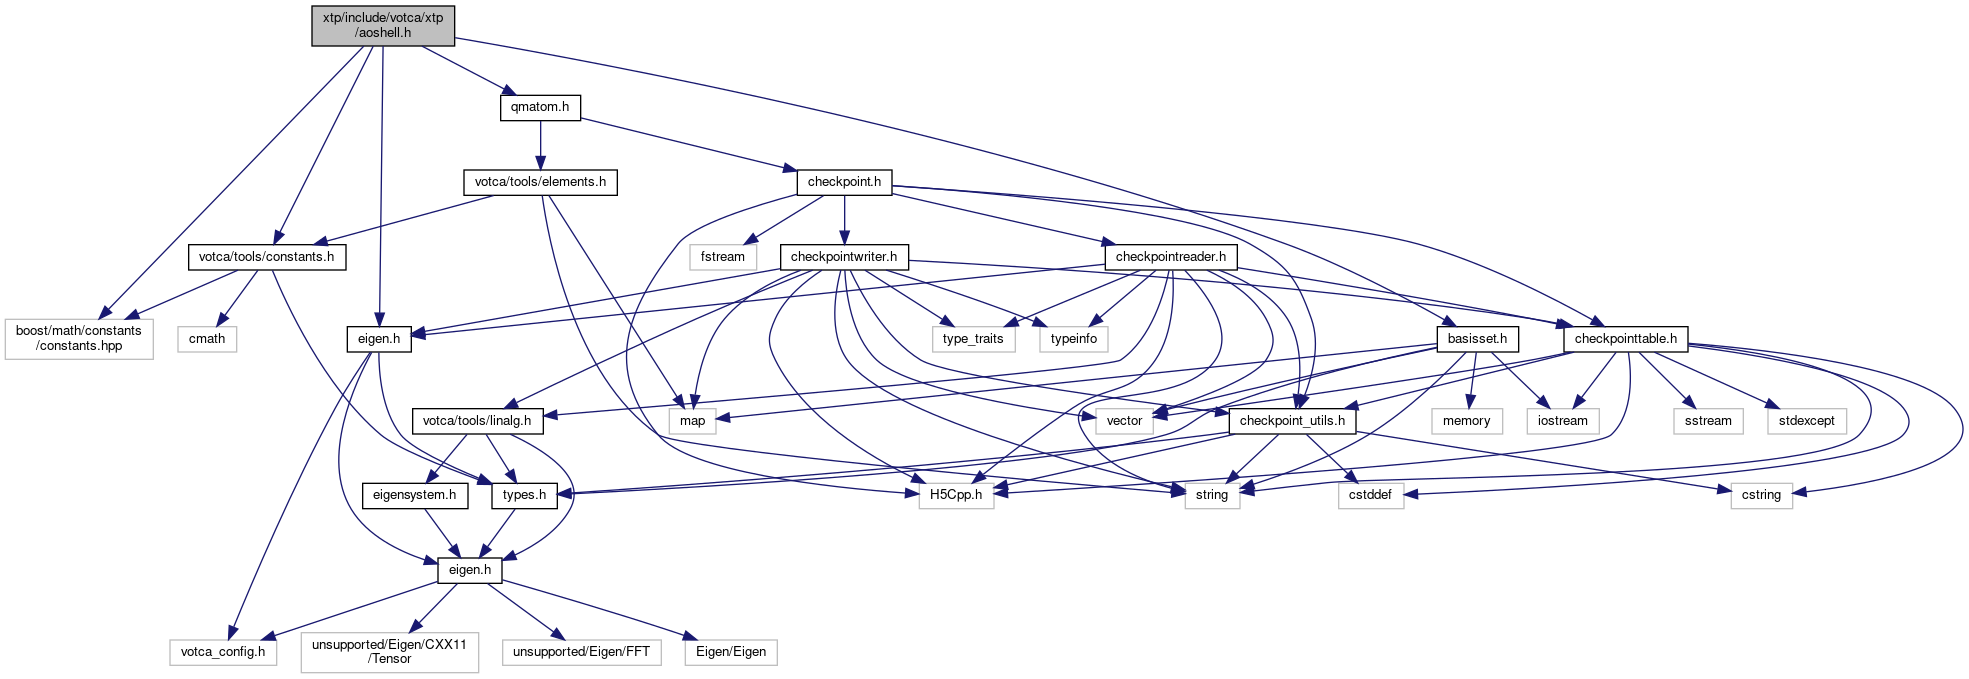 xtp/include/votca/xtp
/aoshell.h
qmatom.h
votca/tools/elements.h
checkpoint.h
votca/tools/constants.h
fstream
checkpointwriter.h
checkpointreader.h
boost/math/constants
/constants.hpp
cmath
eigen.h
type_traits
typeinfo
basisset.h
checkpointtable.h
votca/tools/linalg.h
map
vector
checkpoint_utils.h
memory
iostream
sstream
stdexcept
eigensystem.h
types.h
H5Cpp.h
string
cstddef
cstring
eigen.h
votca_config.h
unsupported/Eigen/CXX11
/Tensor
unsupported/Eigen/FFT
Eigen/Eigen